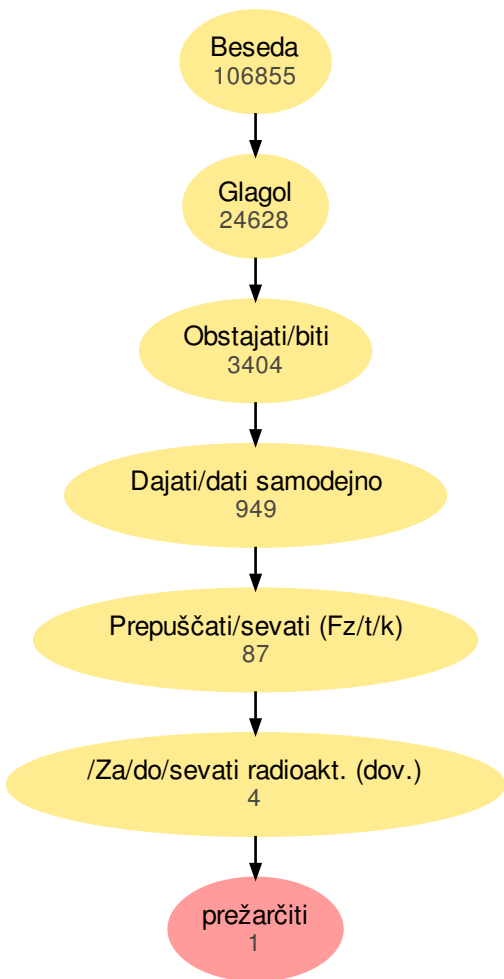 Beseda
106855
Glagol
24628
Obstajati/biti
3404
Dajati/dati samodejno
949
Prepuščati/sevati (Fz/t/k)
87
/Za/do/sevati radioakt. (dov.)
4
prežarčiti
1